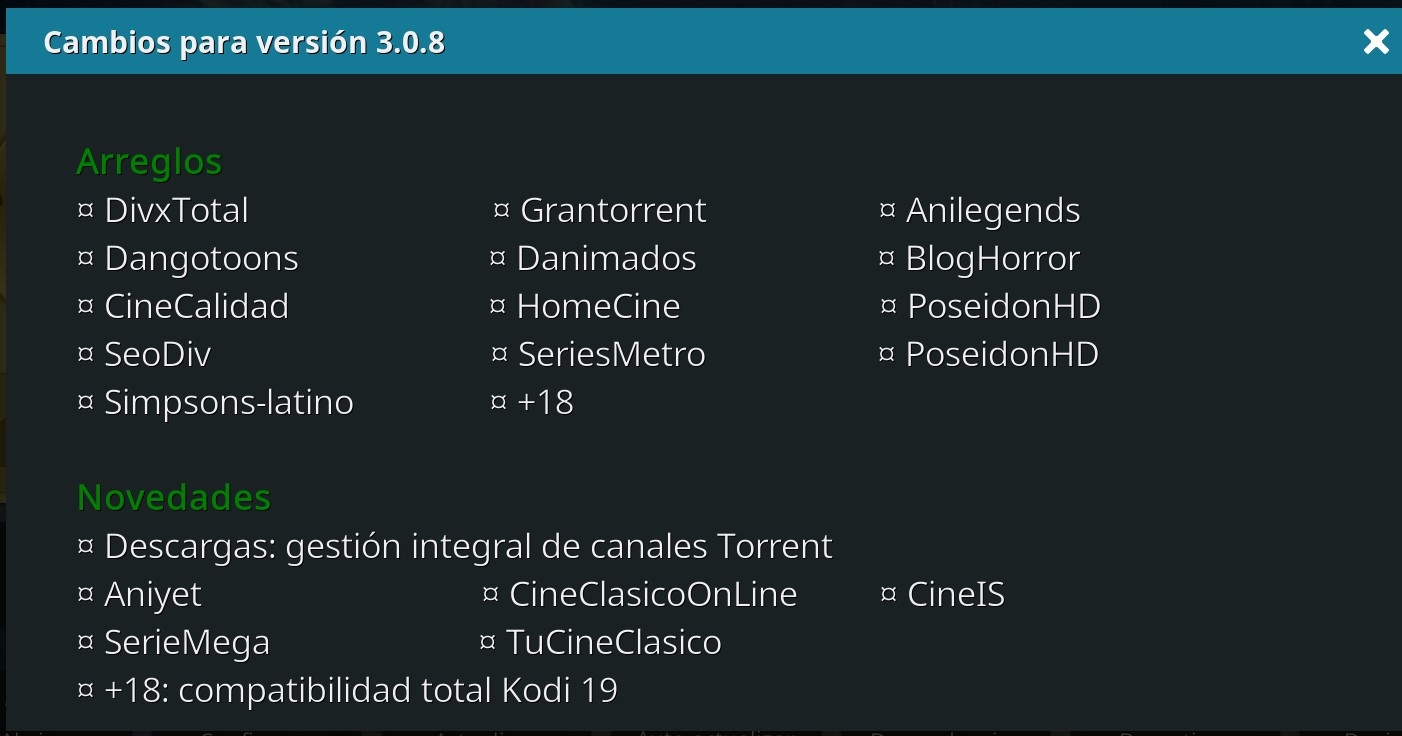 Cambios para versión 3.0.8
Arreglos
¤ DivxTotal ¤ Grantorrent ¤ Anilegends
¤ Dangotoons ¤ Danimados ¤ BlogHorror
¤ CineCalidad ¤ HomeCine ¤ PoseidonHD
¤ SeoDiv ¤ SeriesMetro ¤ PoseidonHD
¤ Simpsons-latino ¤ +18
Novedades
¤ Descargas: gestión integral de canales Torrent
¤ Aniyet ¤ CineClasicoOnLine ¤ CineIS
¤ SerieMega ¤ TuCineClasico
¤ +18: compatibilidad total Kodi 19